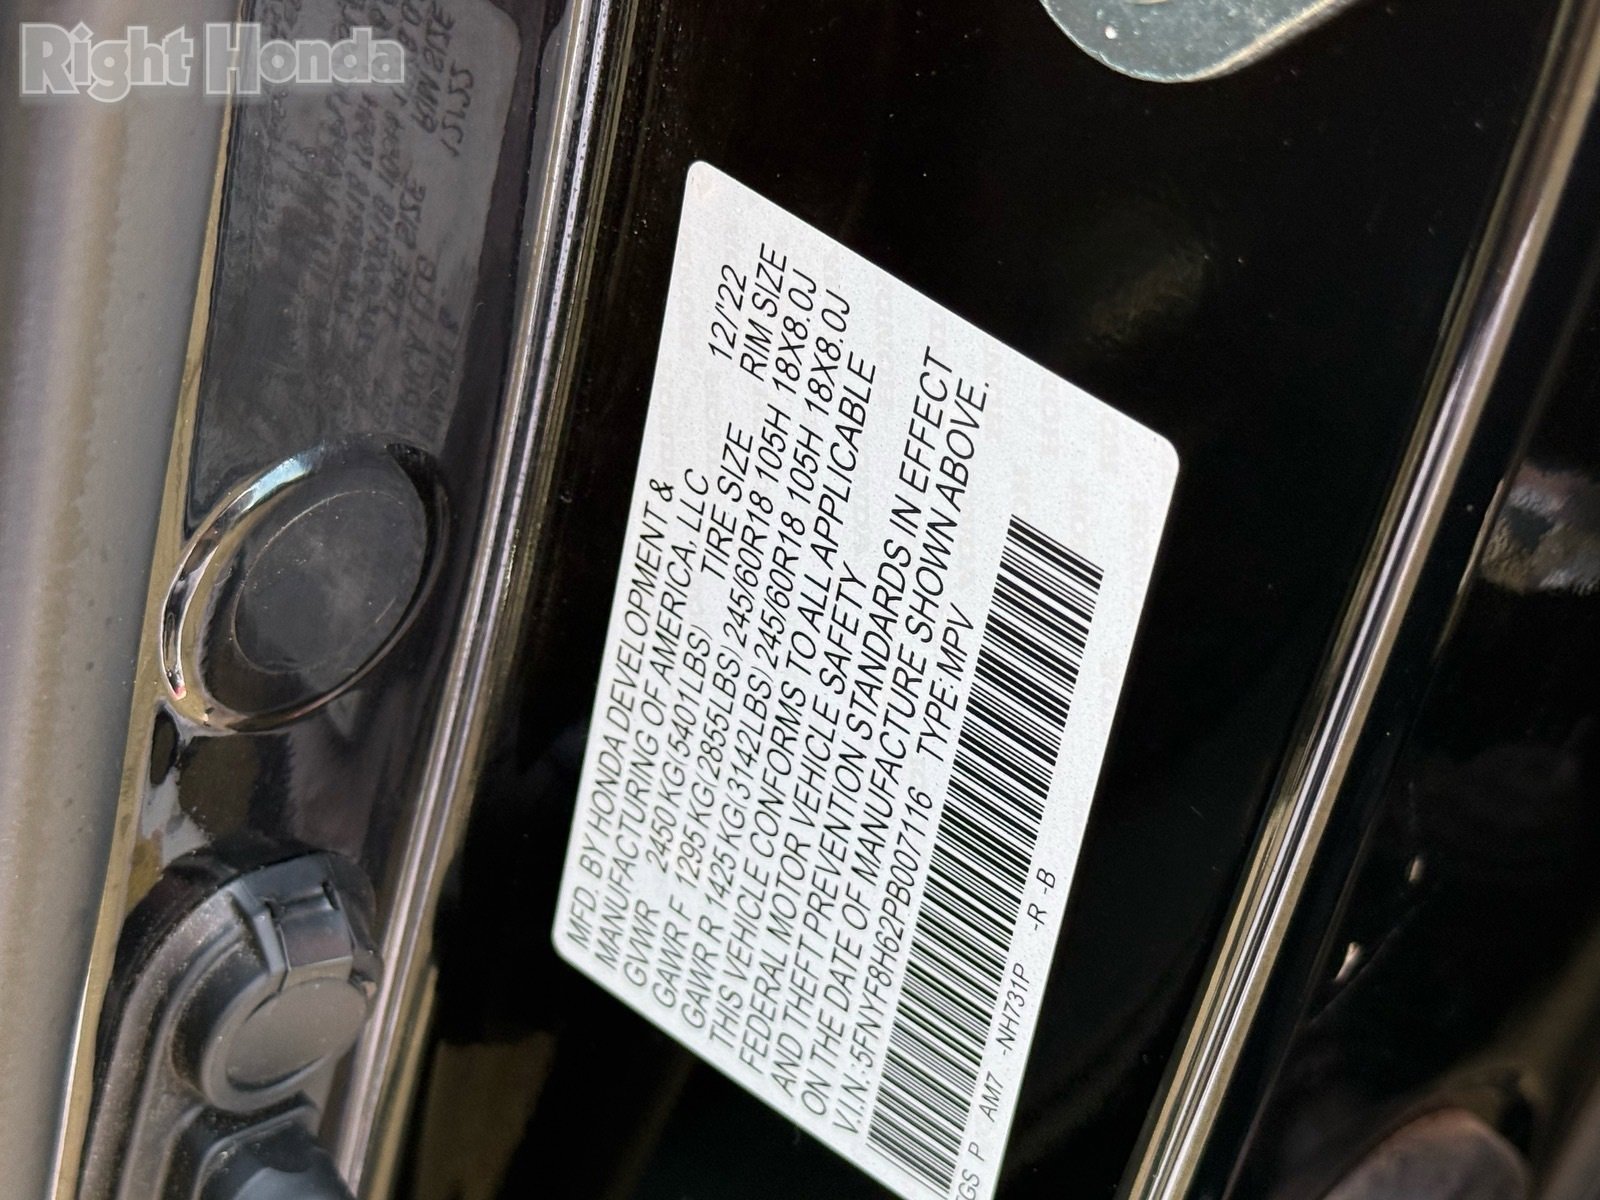 Right Honda
MFD. BY HONDA DEVELOPMENT &
MANUFACTURING OF AMERICA, LLC 12/'22
GVWR 2450 KG(5401LBS) TIRE SIZE RIM SIZE
GAWR F 1295 KG(2855LBS) 245/60R18 105H 18X8.0J
GAWR R 1425 KG(3142LBS) 245/60R18 105H 18X8.0J
THIS VEHICLE CONFORMS TO ALL APPLICABLE
FEDERAL MOTOR VEHICLE SAFETY
AND THEFT PREVENTION STANDARDS IN EFFECT
ON THE DATE OF MANUFACTURE SHOWN ABOVE.
V.I.N.:5FNYF8H62PB007116 TYPE:MPV
TGS P AM7 -NH731P -R -B